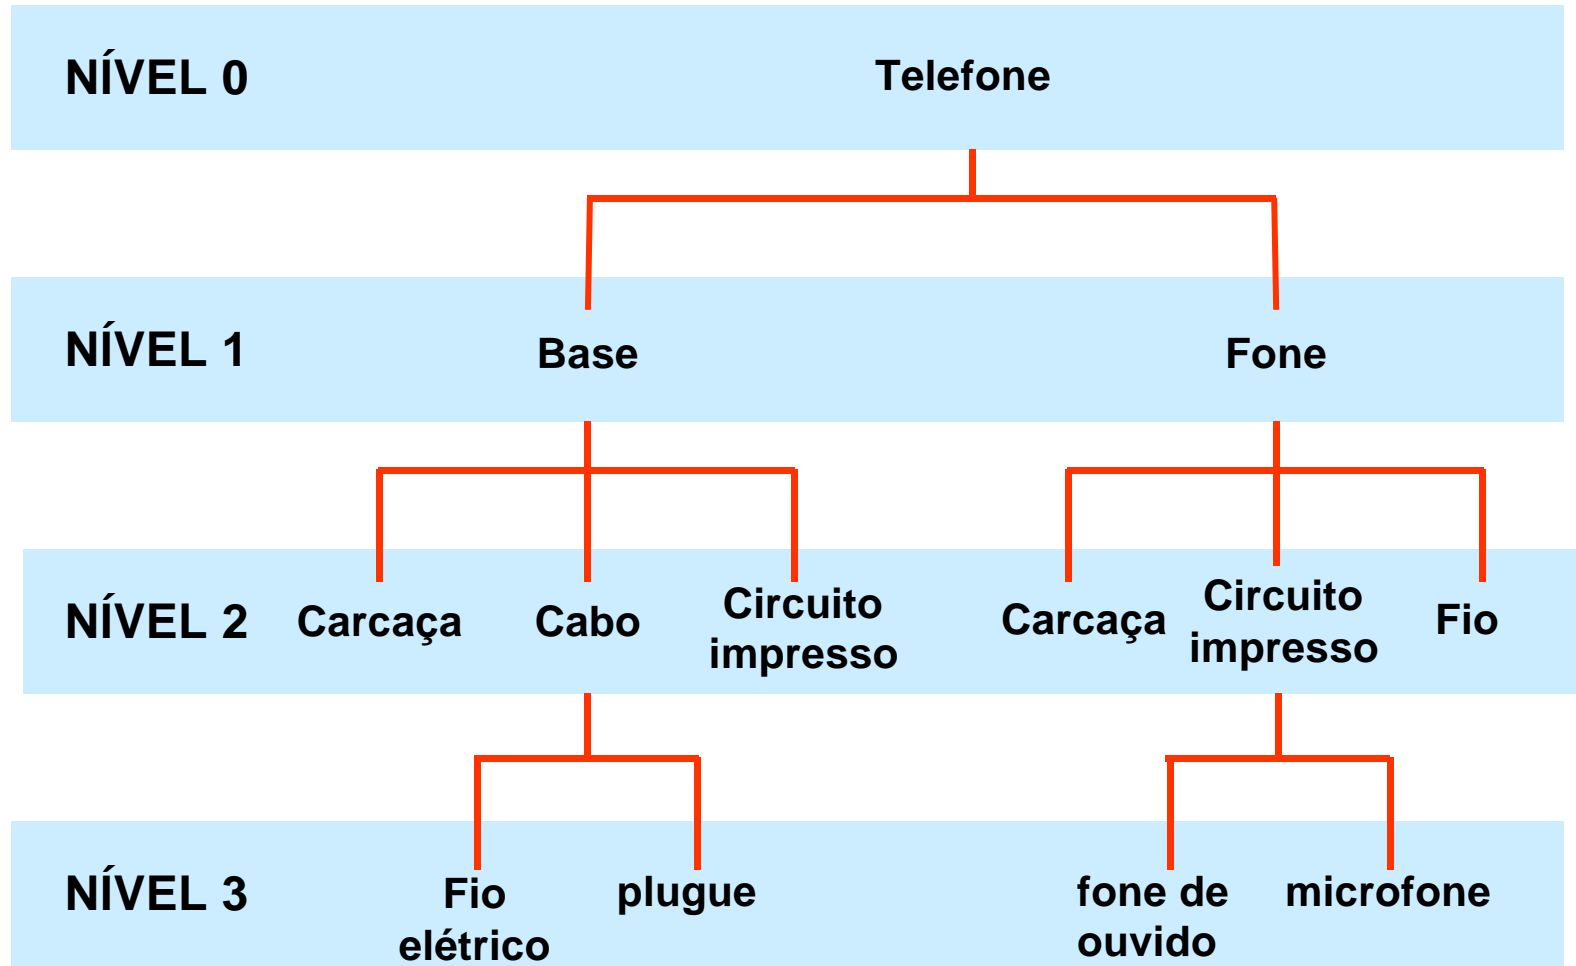 NÍVEL 0
Telefone
NÍVEL 1
Base
Fone
NÍVEL 2
Carcaça
Cabo
Circuito
impresso
Carcaça
Circuito
impresso
Fio
NÍVEL 3
Fio
elétrico
plugue
fone de
ouvido
microfone